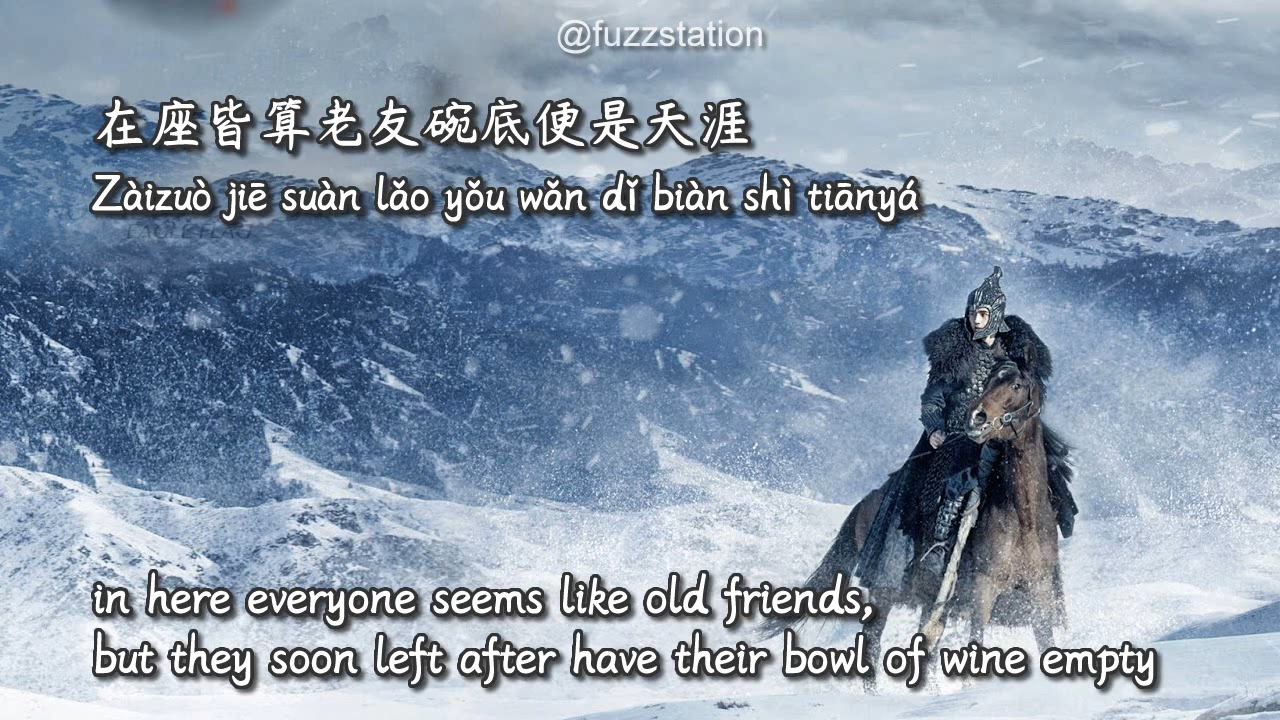 @fuzzstation
在座皆算老友碗底便是天涯
Zàizuò jiē suàn lǎo yǒu wǎn dǐ biàn shì tiānyá
in here everyone seems like old friends,
but they soon left after have their bowl of wine empty